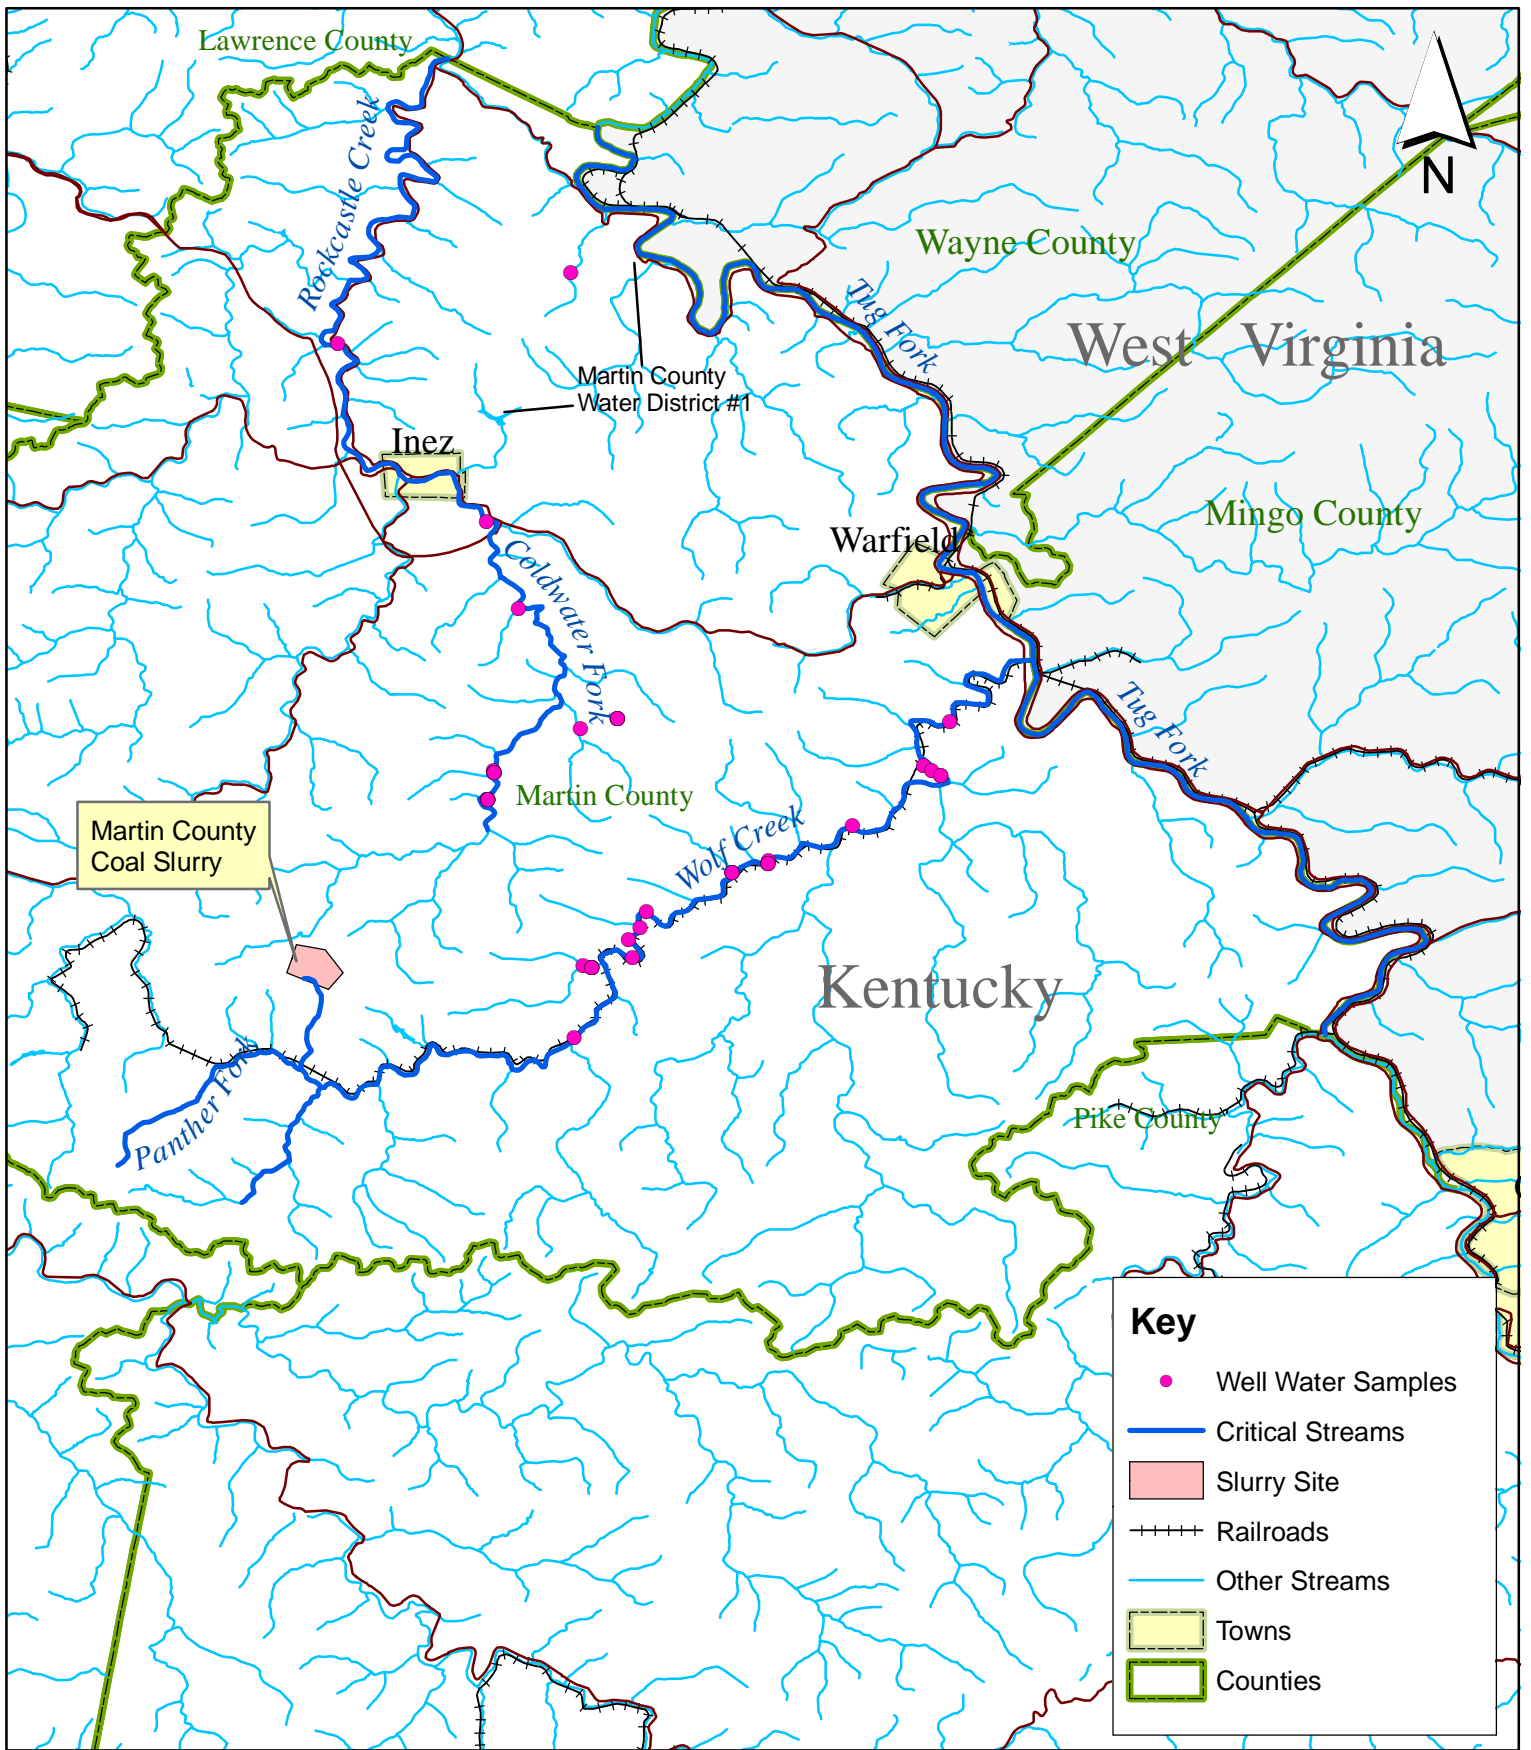 Lawrence County
Rockcastle Creek
N
Wayne County
Tug Fork
West Virginia
Martin County
Water District #1
Inez
Mingo County
Warfield
Coldwater Fork
Tug Fork
Martin County
Martin County
Coal Slurry
Wolf Creek
Kentucky
Panther Fork
Pike County
Key
Well Water Samples
Critical Streams
Slurry Site
Railroads
Other Streams
Towns
Counties